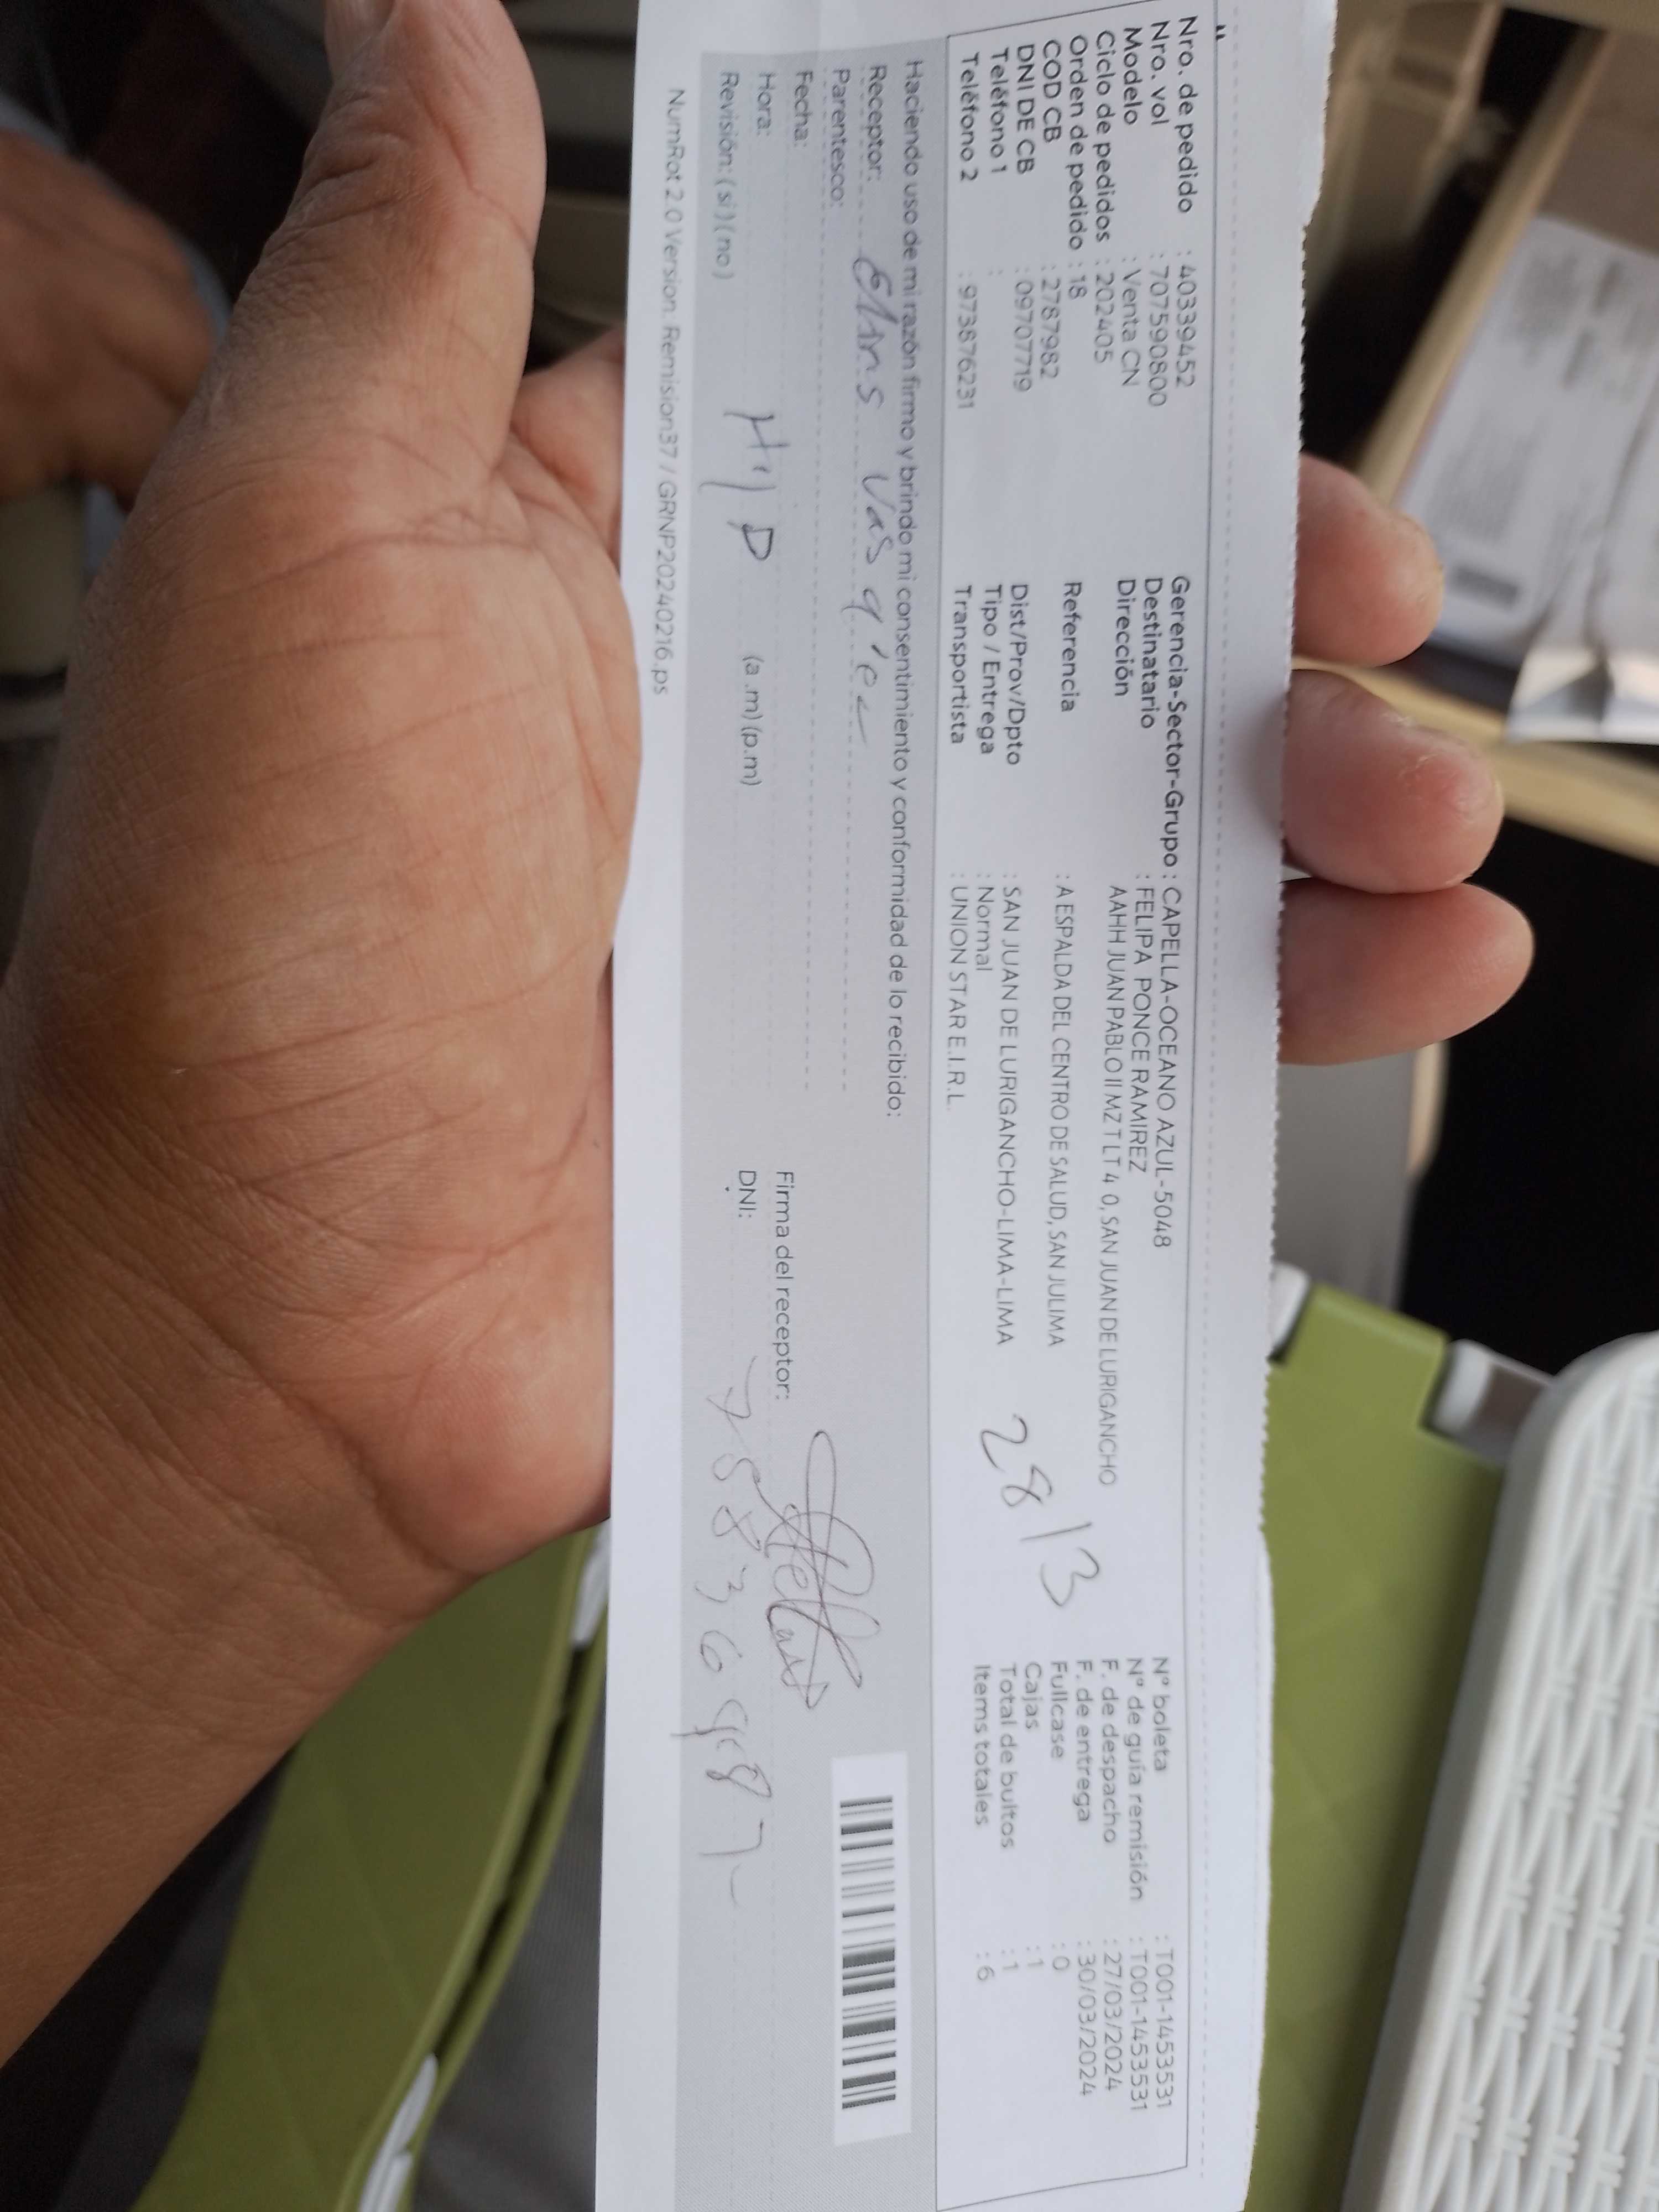 Nro. de pedido : 40339452
Nro. vol : 707590800
Modelo : Venta CN
Ciclo de pedidos : 202405
Orden de pedido : 18
COD CB : 2787982
DNI DE CB : 09707719
Teléfono 1 :
Teléfono 2 : 973876231
Gerencia-Sector-Grupo : CAPELLA-OCEANO AZUL-5048
Destinatario : FELIPA PONCE RAMIREZ
Dirección AAHH JUAN PABLO II MZ T LT 4 0, SAN JUAN DE LURIGANCHO
Referencia : A ESPALDA DEL CENTRO DE SALUD, SAN JULIMA
Dist/Prov/Dpto : SAN JUAN DE LURIGANCHO-LIMA-LIMA
Tipo / Entrega : Normal
Transportista : UNION STAR E.I.R.L.
28/3
N° boleta : T001-1453531
N° de guía remisión : T001-1453531
F. de despacho : 27/03/2024
F. de entrega : 30/03/2024
Fullcase : 0
Cajas : 1
Total de bultos : 1
Items totales : 6
Haciendo uso de mi razón firmo y brindo mi consentimiento y conformidad de lo recibido:
Receptor:
Parentesco:
Fecha:
Hora: (a.m) (p.m)
Revisión: ( si ) ( no )
Firma del receptor:
DNI:
NumRot 2.0 Version. Remision37 / GRNP20240216.ps